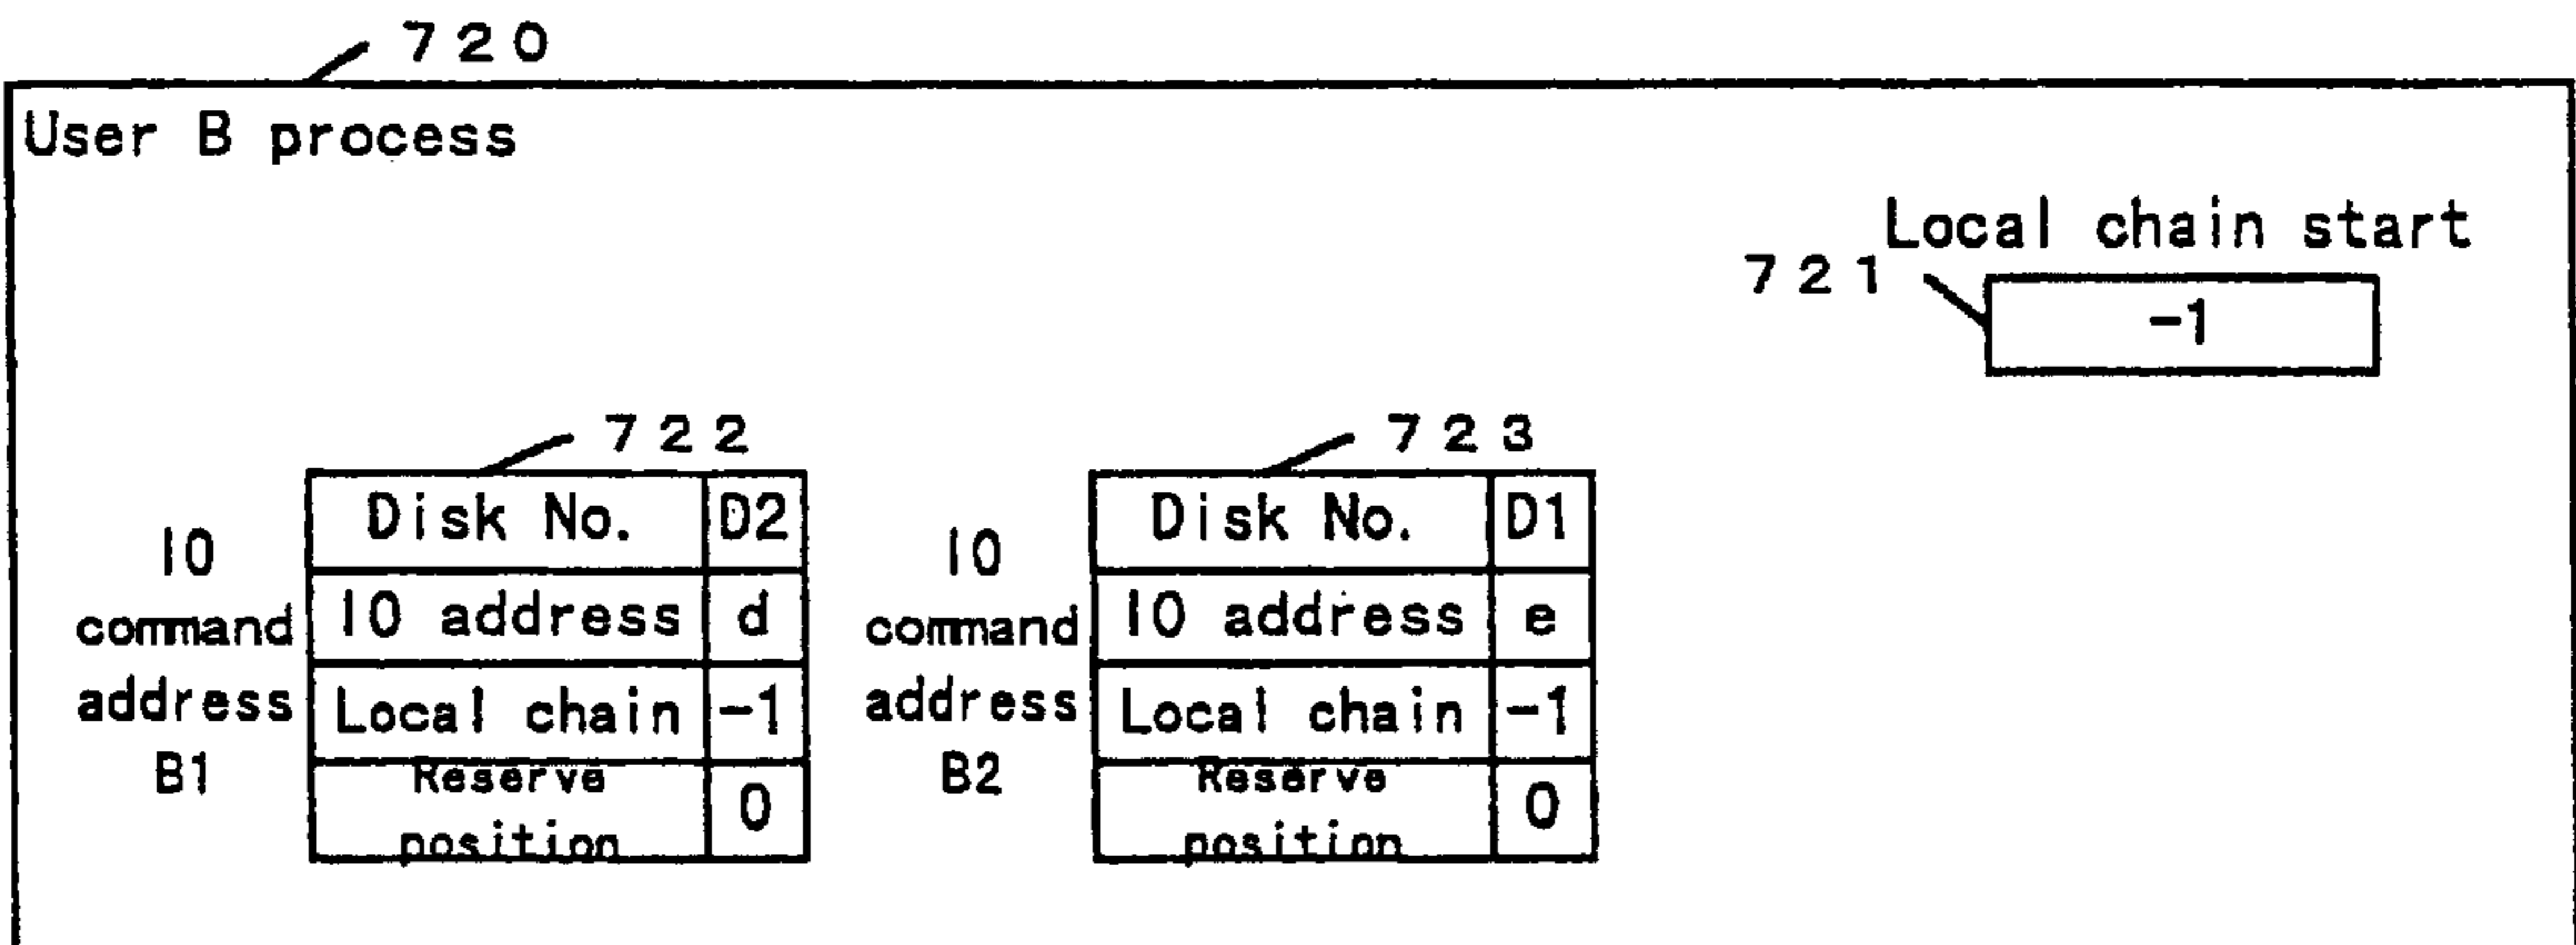 720
User B process
Local chain start
721
-1
722
723
IO command address B1
Disk No. D2
IO address d
Local chain -1
Reserve position 0
IO command address B2
Disk No. D1
IO address e
Local chain -1
Reserve position 0